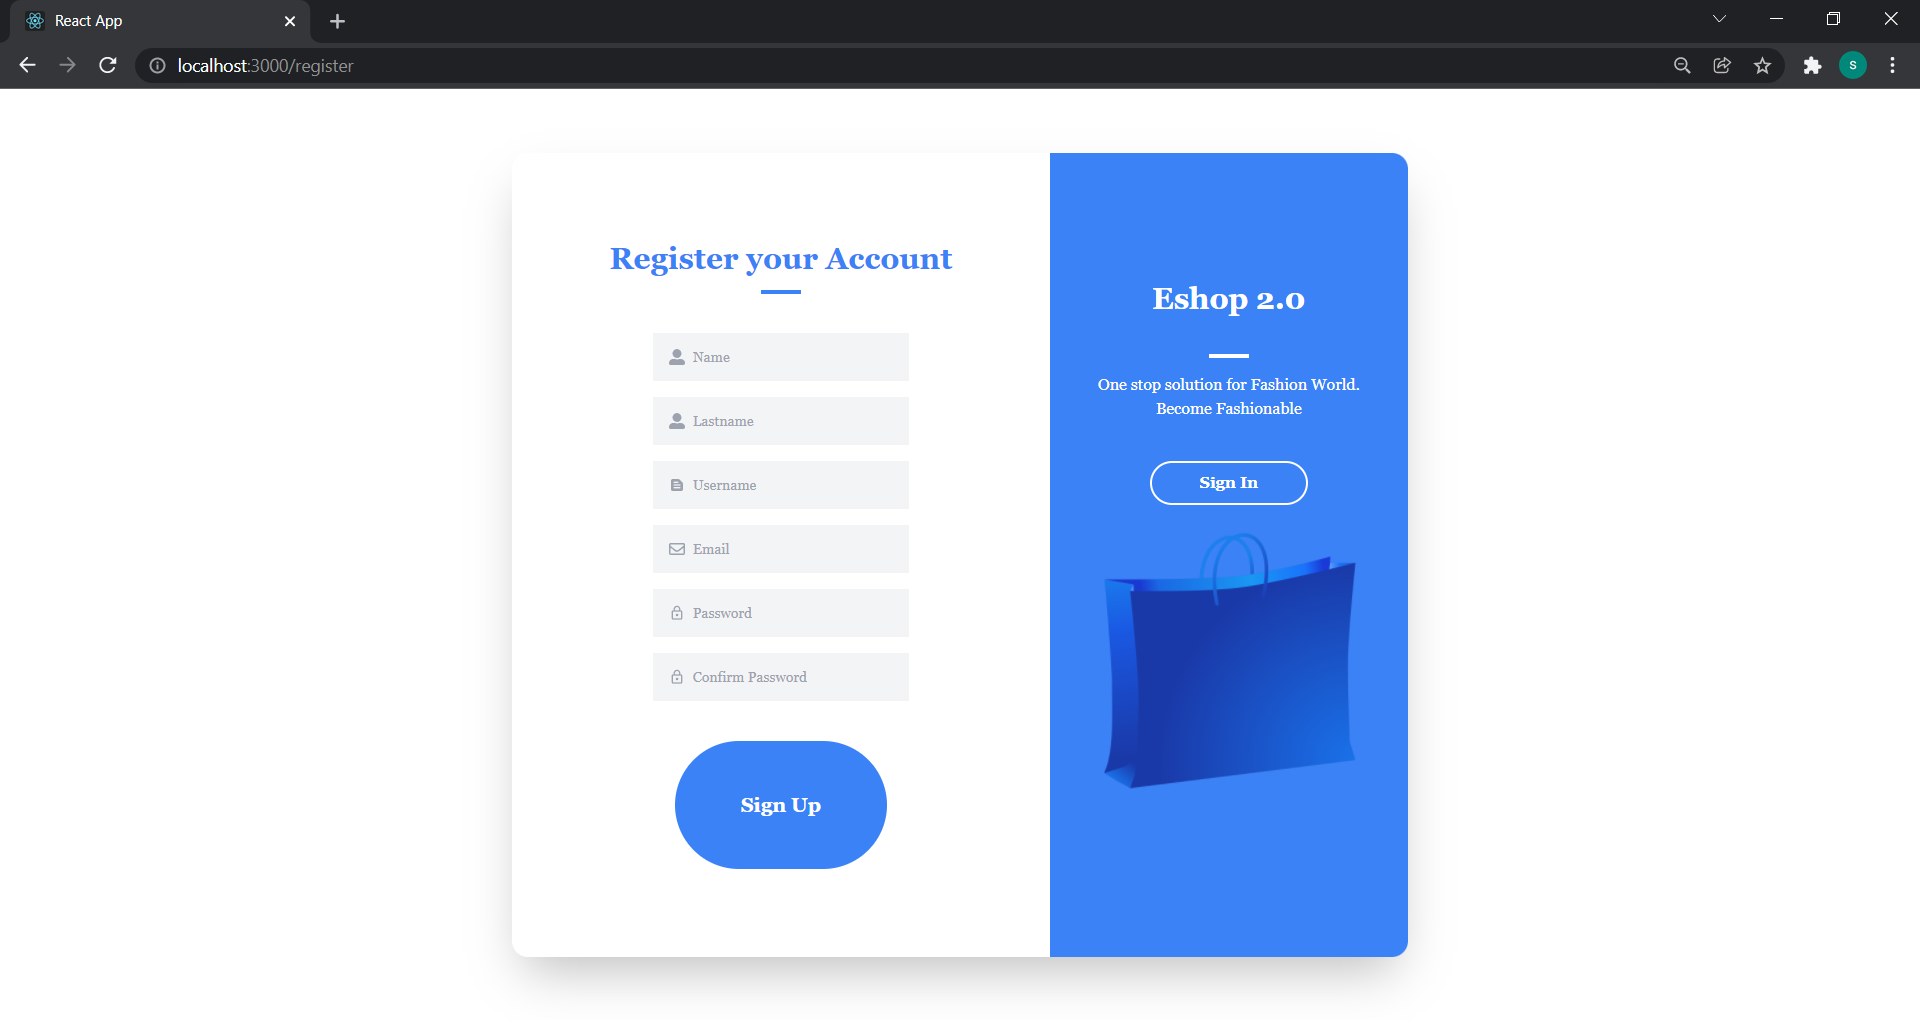 React App
localhost:3000/register
S
Register your Account
Name
Lastname
Username
Email
Password
Confirm Password
Sign Up
Eshop 2.0
One stop solution for Fashion World.
Become Fashionable
Sign In